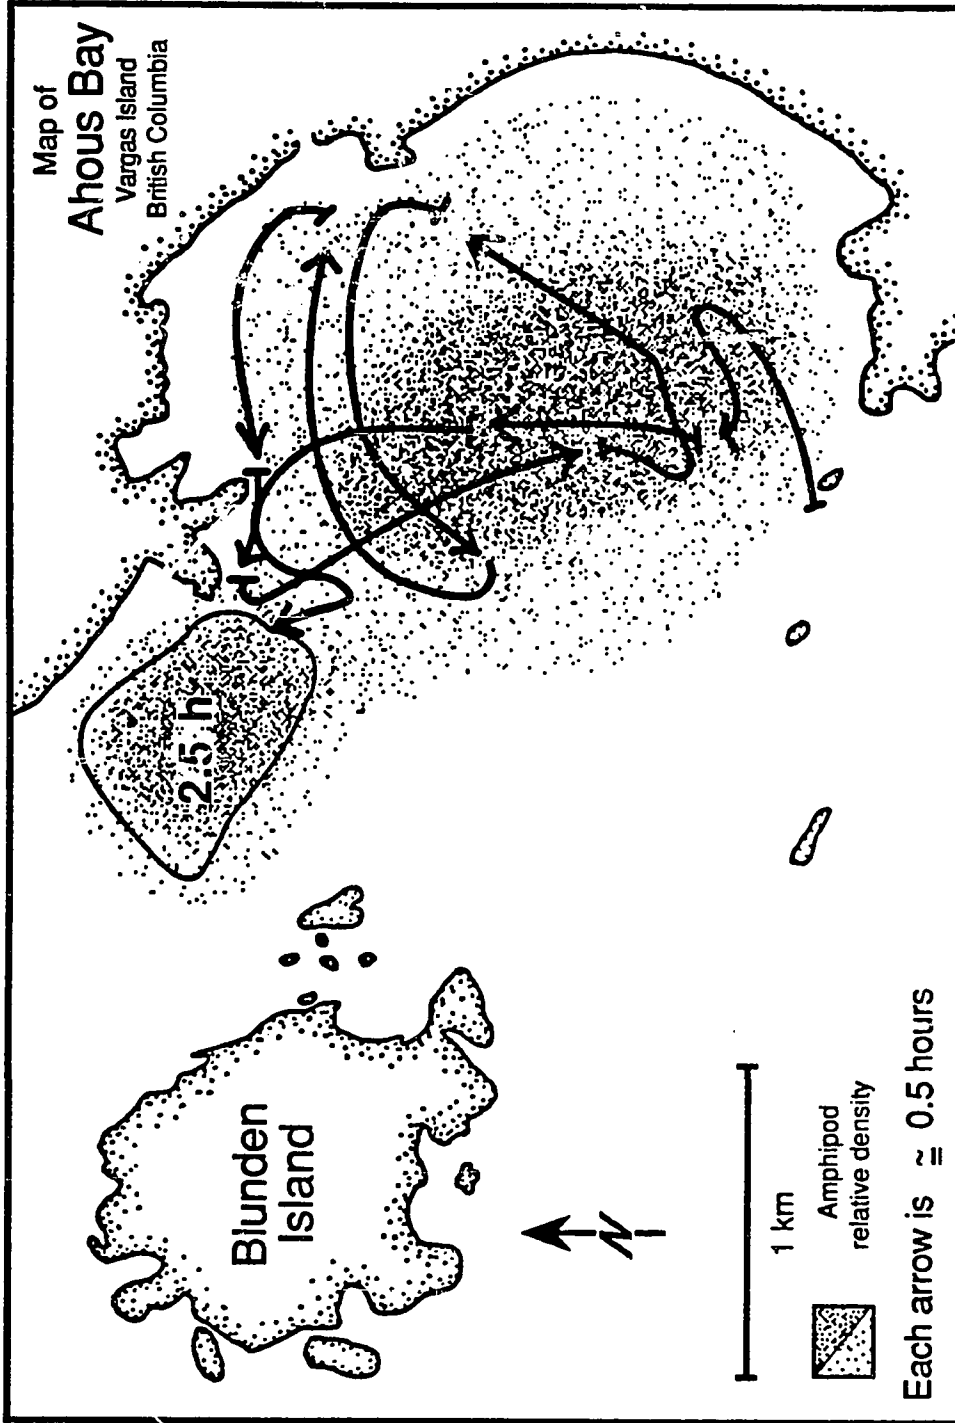 Map of
Ahous Bay
Vargas Island
British Columbia
2.5 h
Blunden
Island
N
1 km
Amphipod
relative density
Each arrow is ≅ 0.5 hours